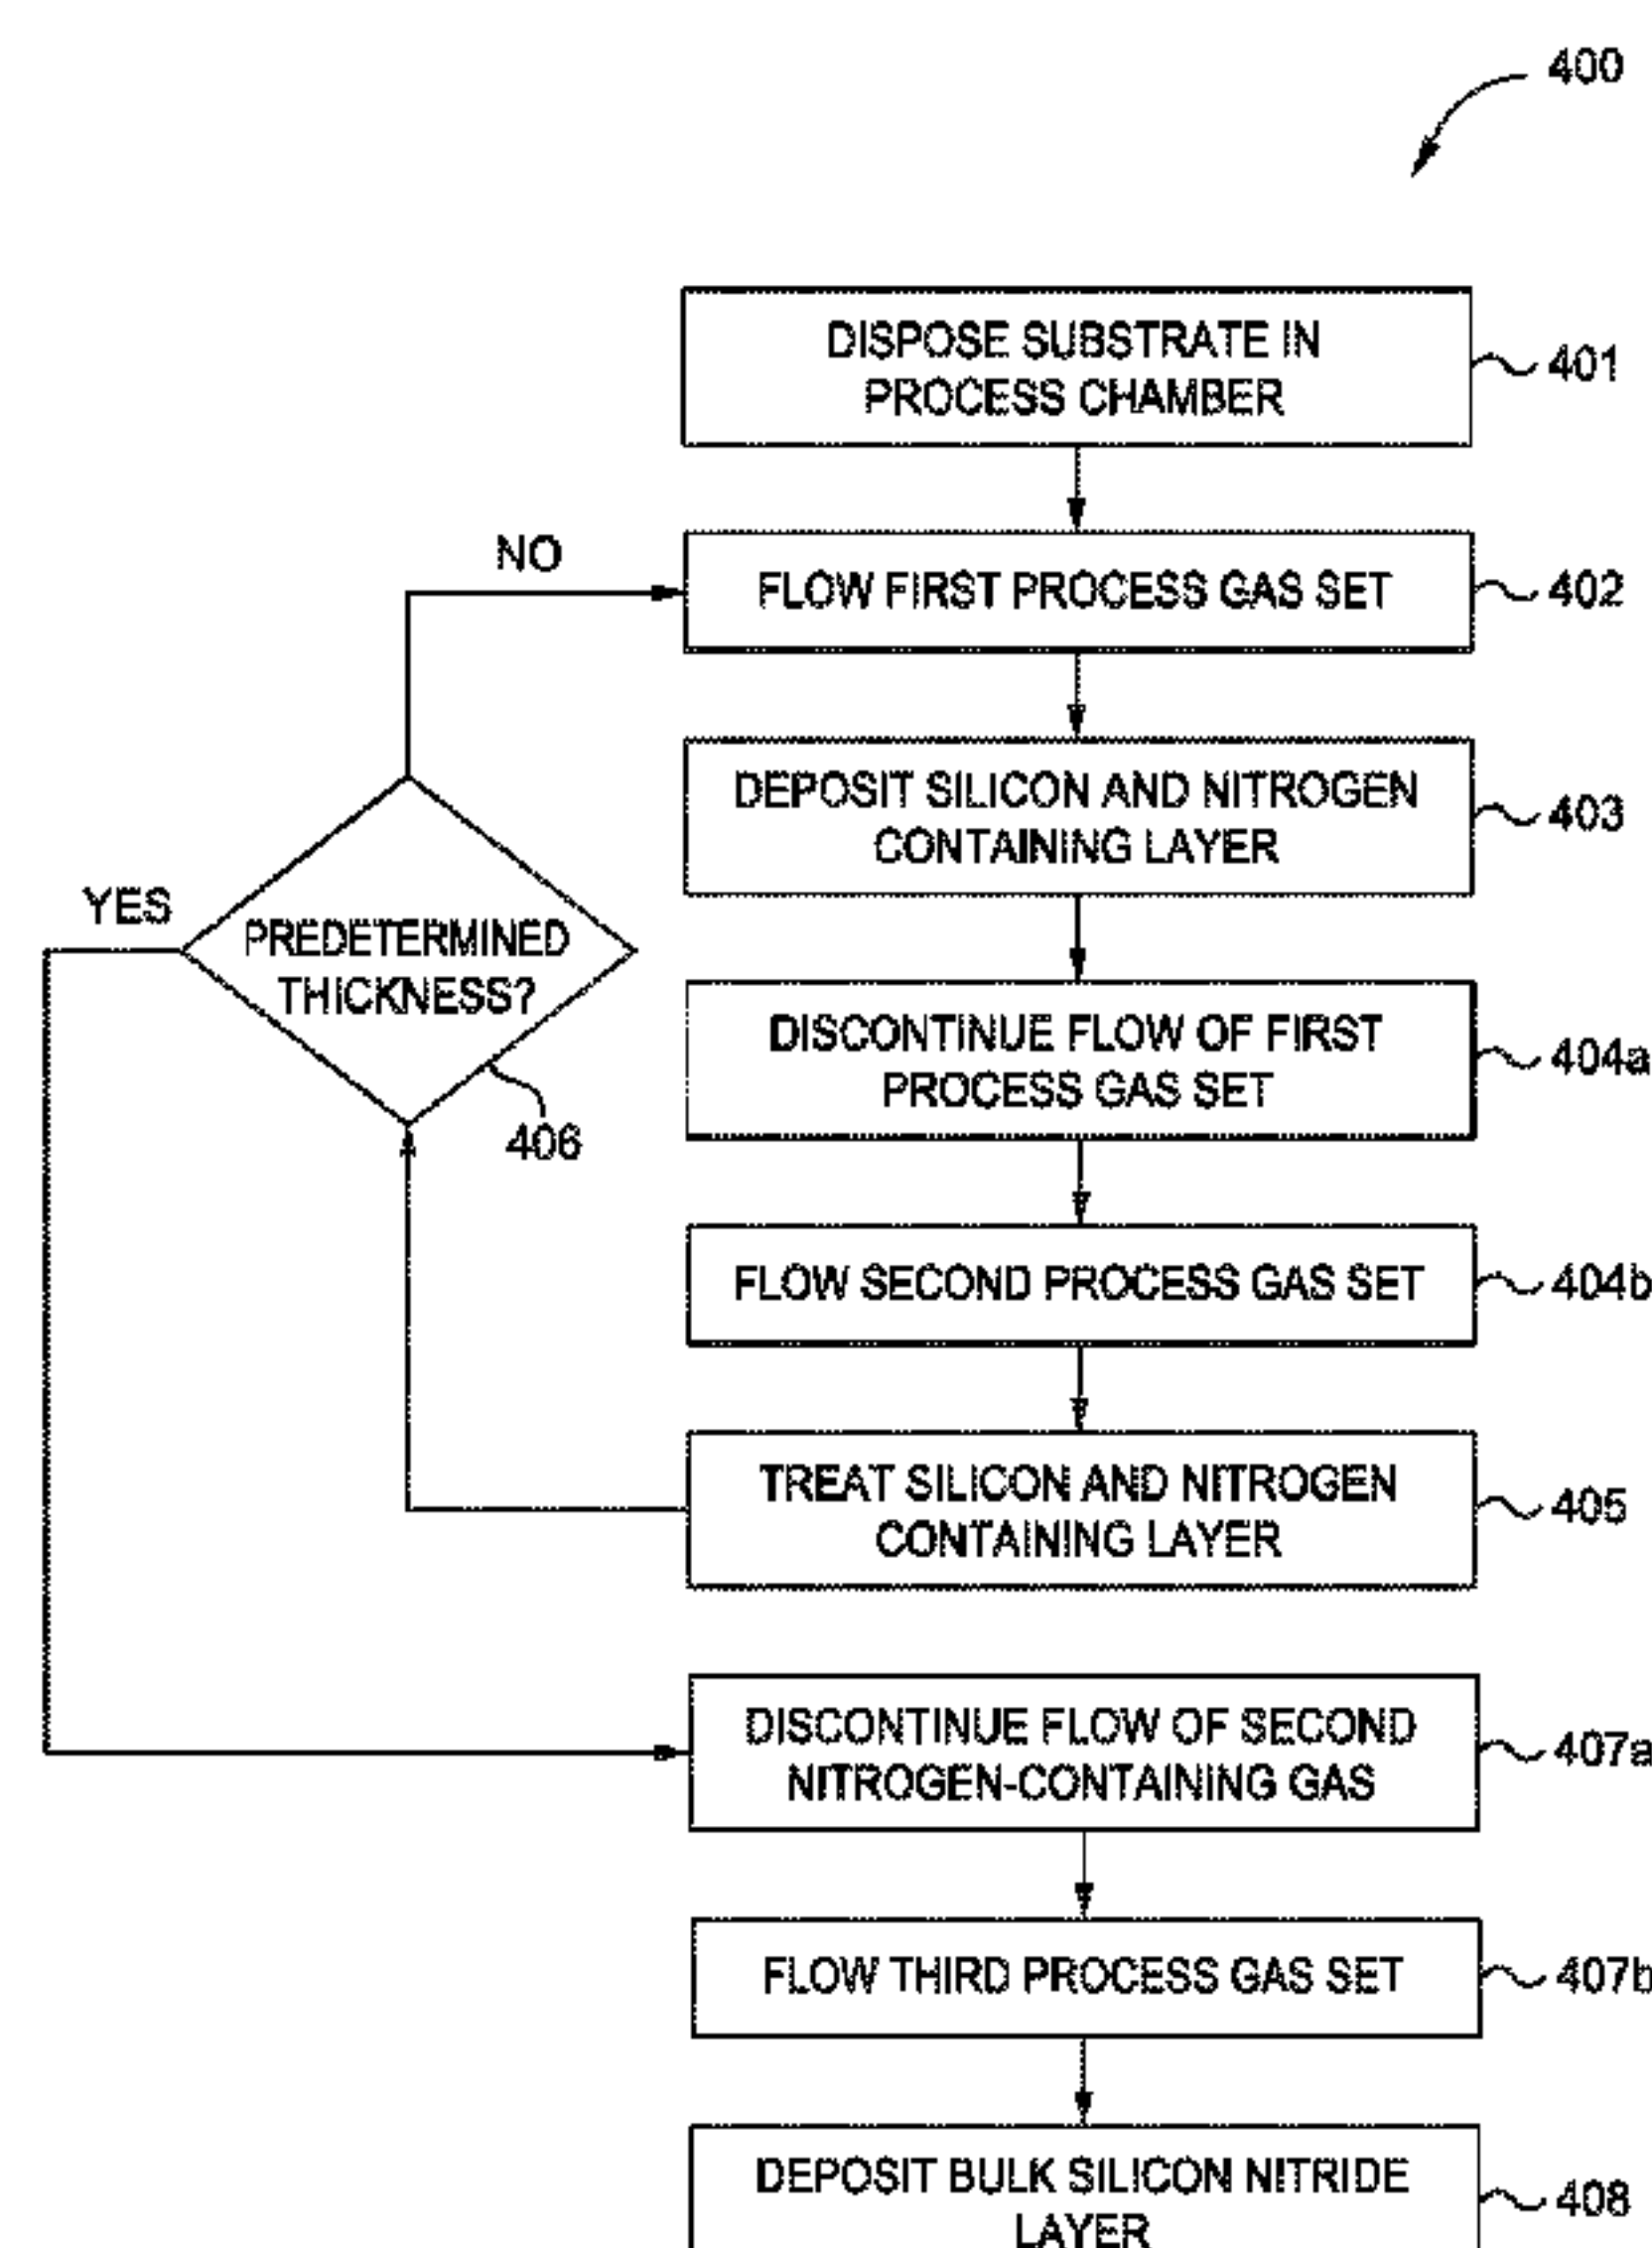 400
DISPOSE SUBSTRATE IN
PROCESS CHAMBER
401
NO
FLOW FIRST PROCESS GAS SET
402
DEPOSIT SILICON AND NITROGEN
CONTAINING LAYER
403
YES
PREDETERMINED
THICKNESS?
406
DISCONTINUE FLOW OF FIRST
PROCESS GAS SET
404a
FLOW SECOND PROCESS GAS SET
404b
TREAT SILICON AND NITROGEN
CONTAINING LAYER
405
DISCONTINUE FLOW OF SECOND
NITROGEN-CONTAINING GAS
407a
FLOW THIRD PROCESS GAS SET
407b
DEPOSIT BULK SILICON NITRIDE
LAYER
408